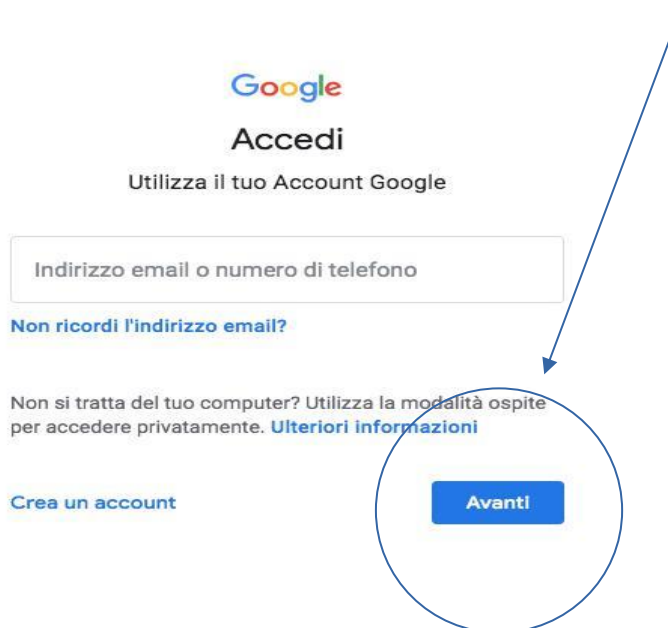 Google
Accedi
Utilizza il tuo Account Google
Indirizzo email o numero di telefono
Non ricordi l'indirizzo email?
Non si tratta del tuo computer? Utilizza la modalità ospite
per accedere privatamente. Ulteriori informazioni
Crea un account
Avanti